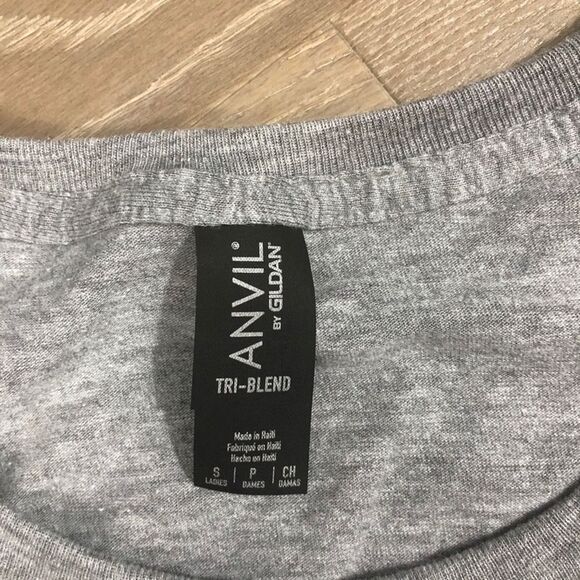 ANVIL®
BY GILDAN
TRI-BLEND
Made in Haiti
Fabriqué en Haïti
Hecho en Haití
S | P | CH
LADIES | DAMES | DAMAS